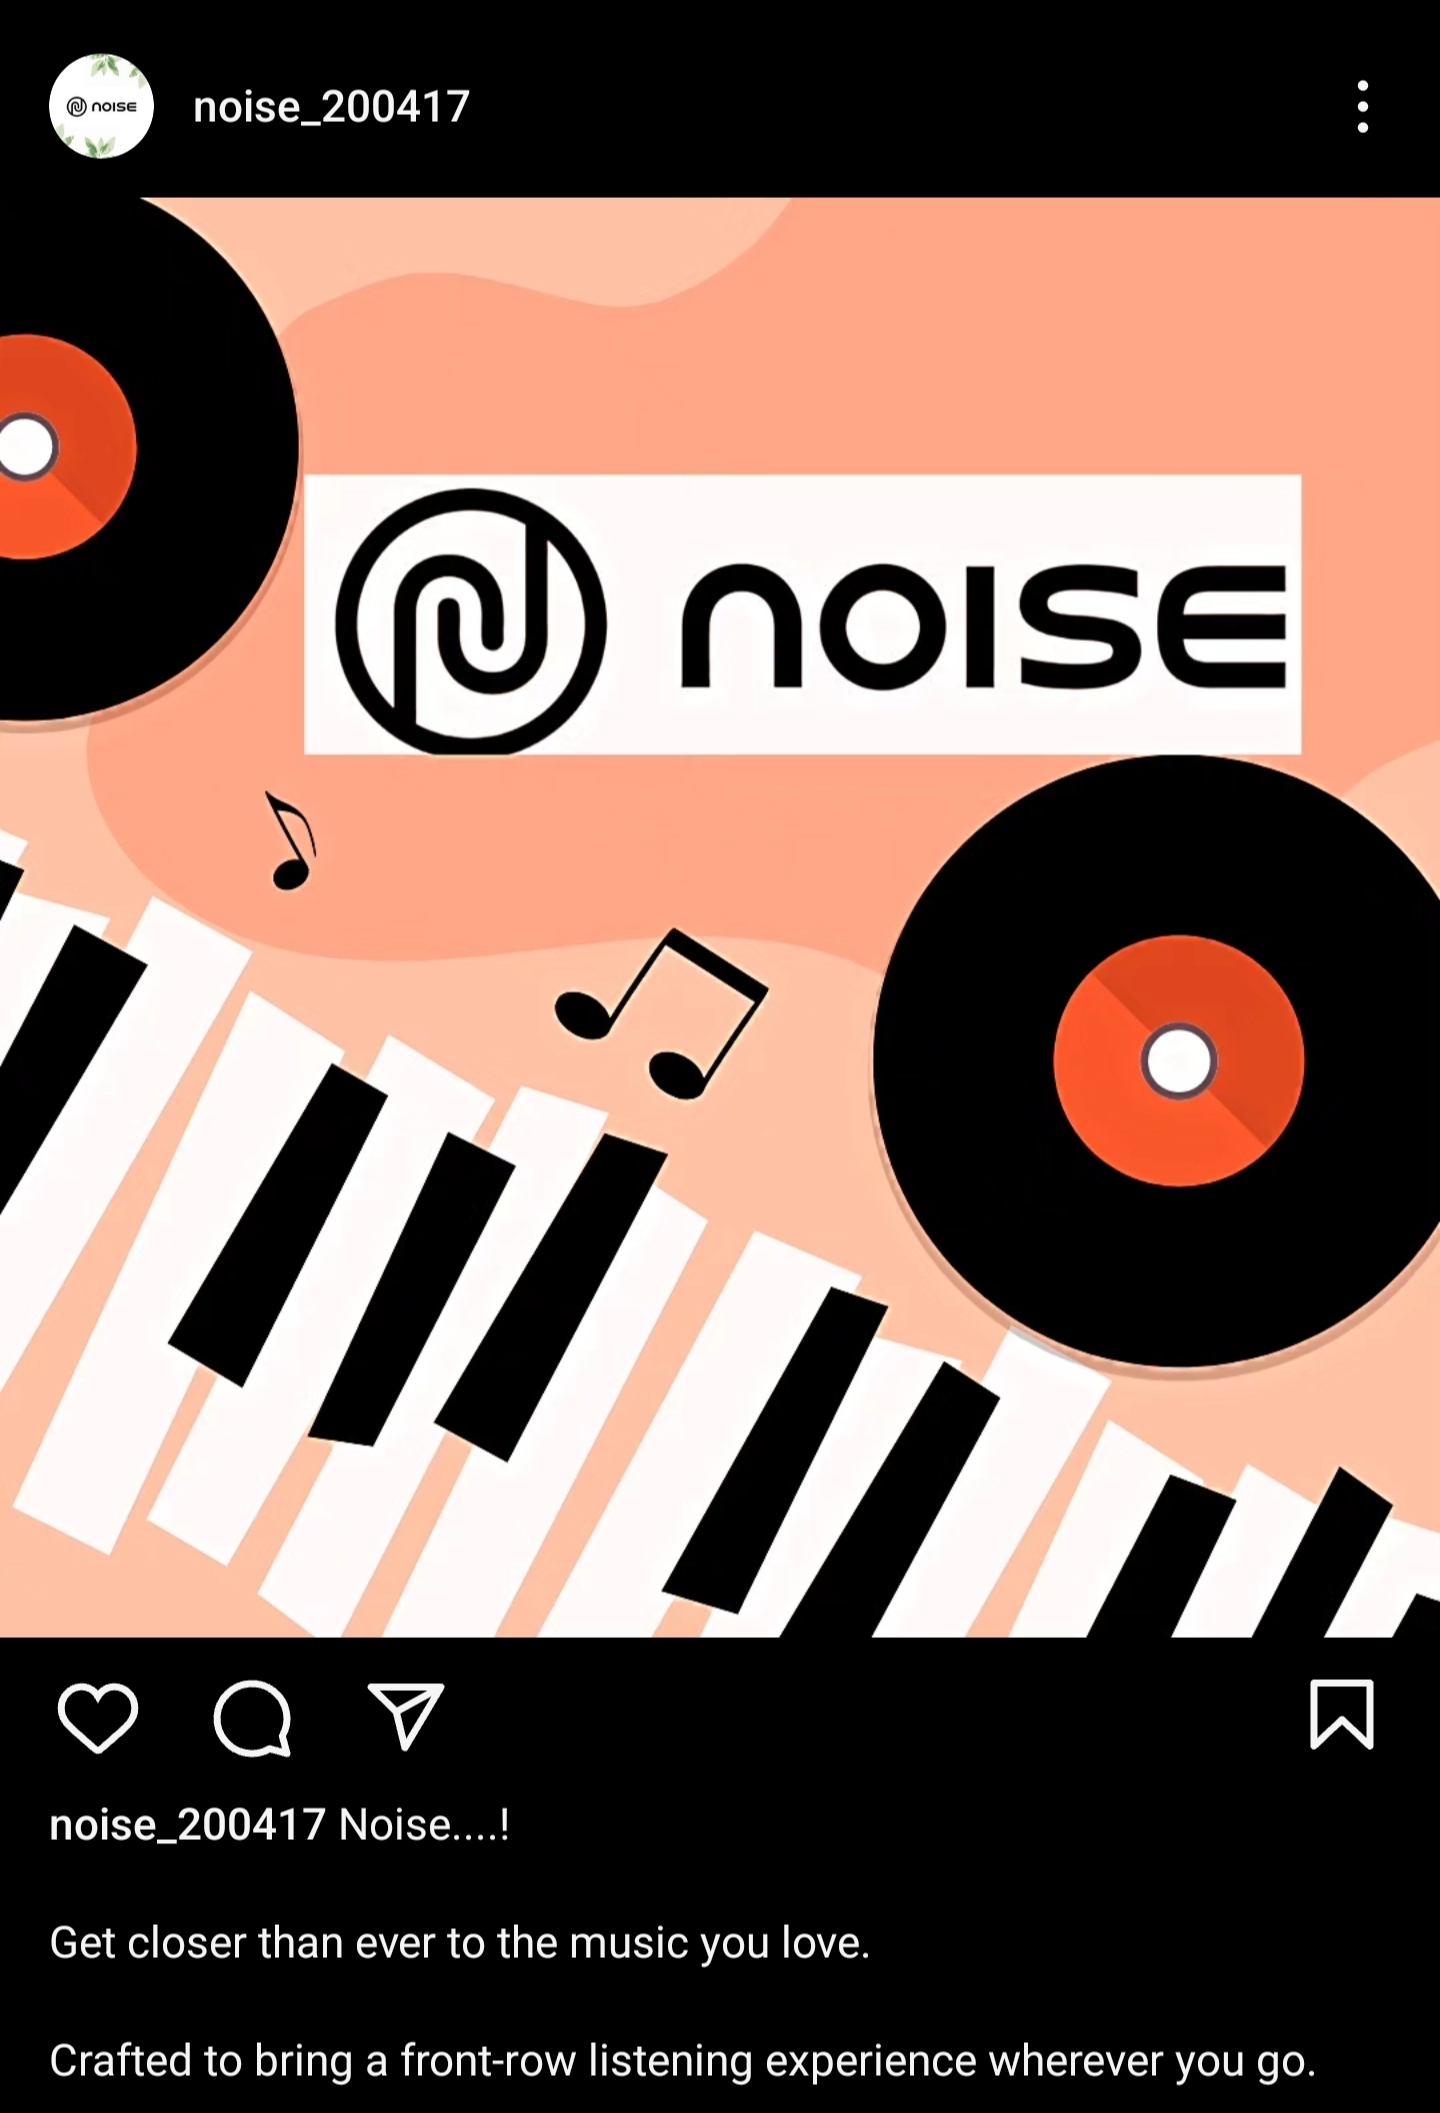 NOISE
noise_200417
NOISE
noise_200417 Noise....!
Get closer than ever to the music you love.
Crafted to bring a front-row listening experience wherever you go.